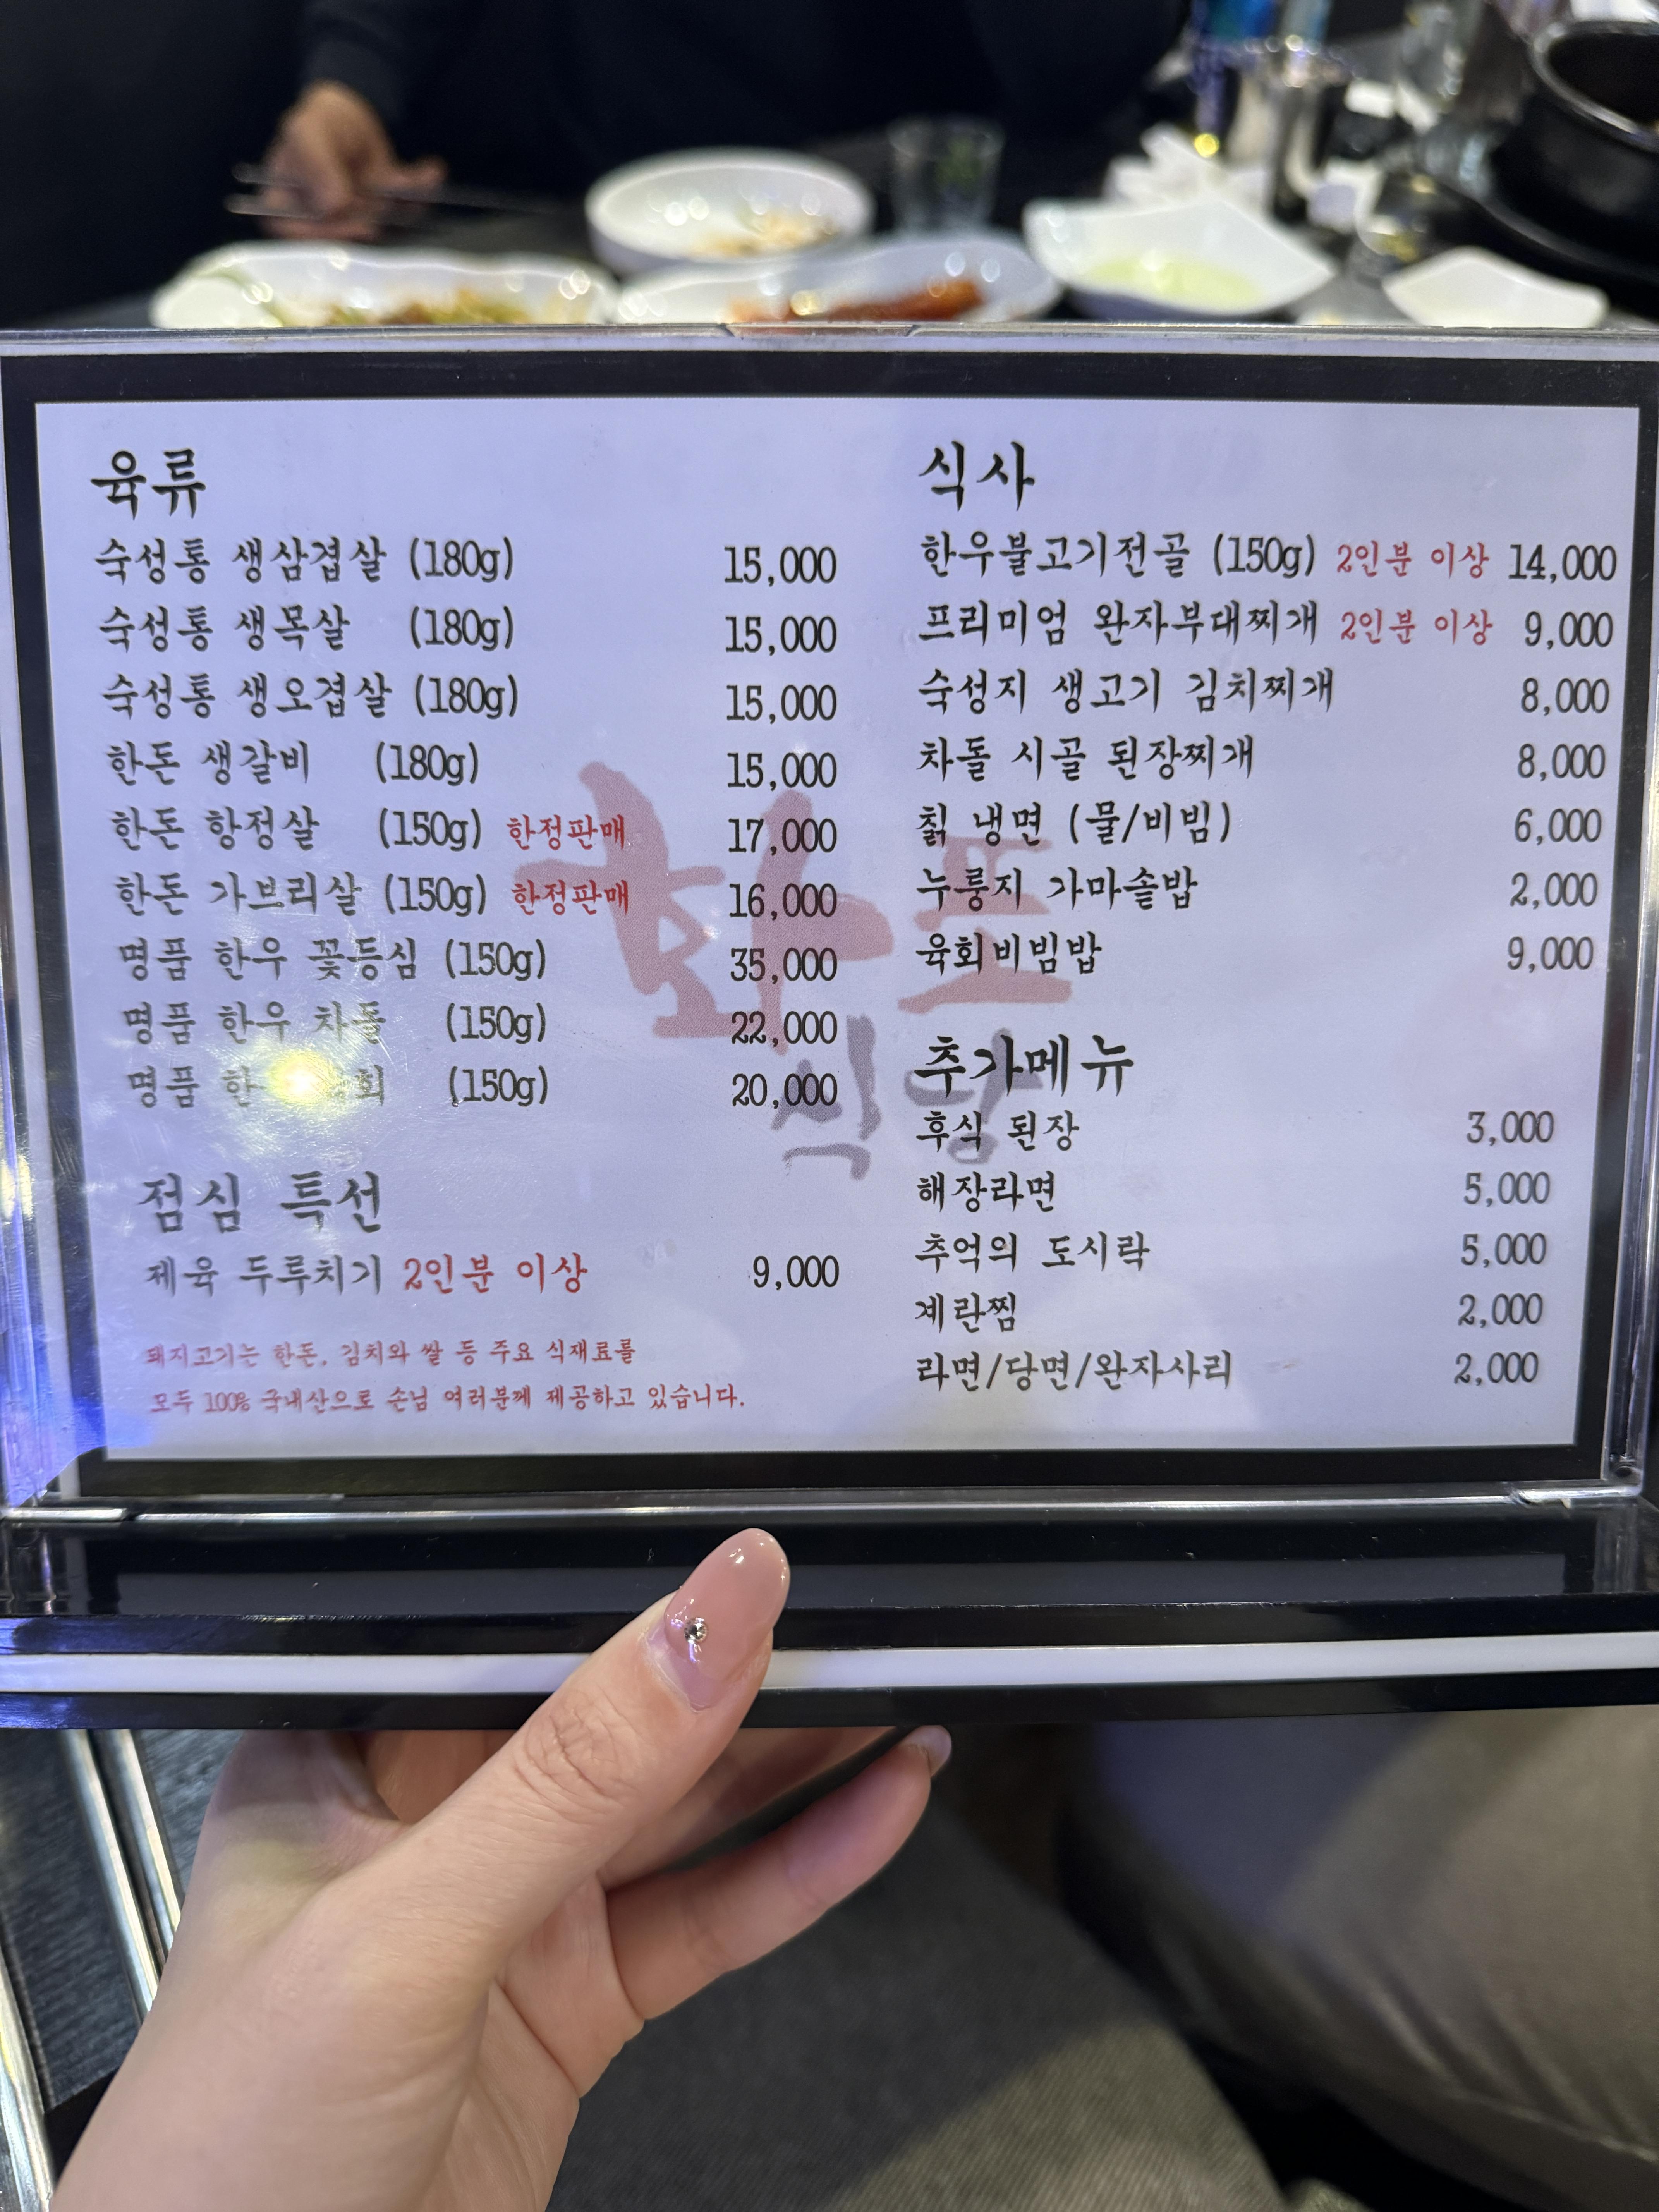 육류
숙성통 생삼겹살 (180g) 15,000
숙성통 생목살 (180g) 15,000
숙성통 생오겹살 (180g) 15,000
한돈 생갈비 (180g) 15,000
한돈 항정살 (150g) 한정판매 17,000
한돈 가브리살 (150g) 한정판매 16,000
명품 한우 꽃등심 (150g) 35,000
명품 한우 차돌 (150g) 22,000
명품 (150g) 20,000
점심 특선
제육 두루치기 2인분 이상 9,000
돼지고기는 한돈, 김치와 쌀 등 주요 식재료를
모두 100% 국내산으로 손님 여러분께 제공하고 있습니다.
식사
한우불고기전골 (150g) 2인분 이상 14,000
프리미엄 완자부대찌개 2인분 이상 9,000
숙성지 생고기 김치찌개 8,000
차돌 시골 된장찌개 8,000
칡 냉면 (물/비빔) 6,000
누룽지 가마솥밥 2,000
육회비빔밥 9,000
추가메뉴
후식 된장 3,000
해장라면 5,000
추억의 도시락 5,000
계란찜 2,000
라면/당면/완자사리 2,000
식당